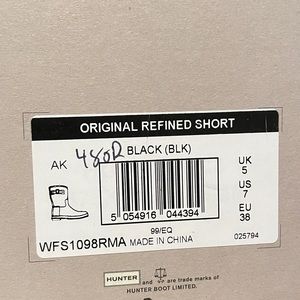 ORIGINAL REFINED SHORT
AK 480R BLACK (BLK)
UK
5
US
7
EU
38
5 054916 044394
99/EQ
WFS1098RMA MADE IN CHINA
025794
HUNTER and are trade marks of
HUNTER BOOT LIMITED.